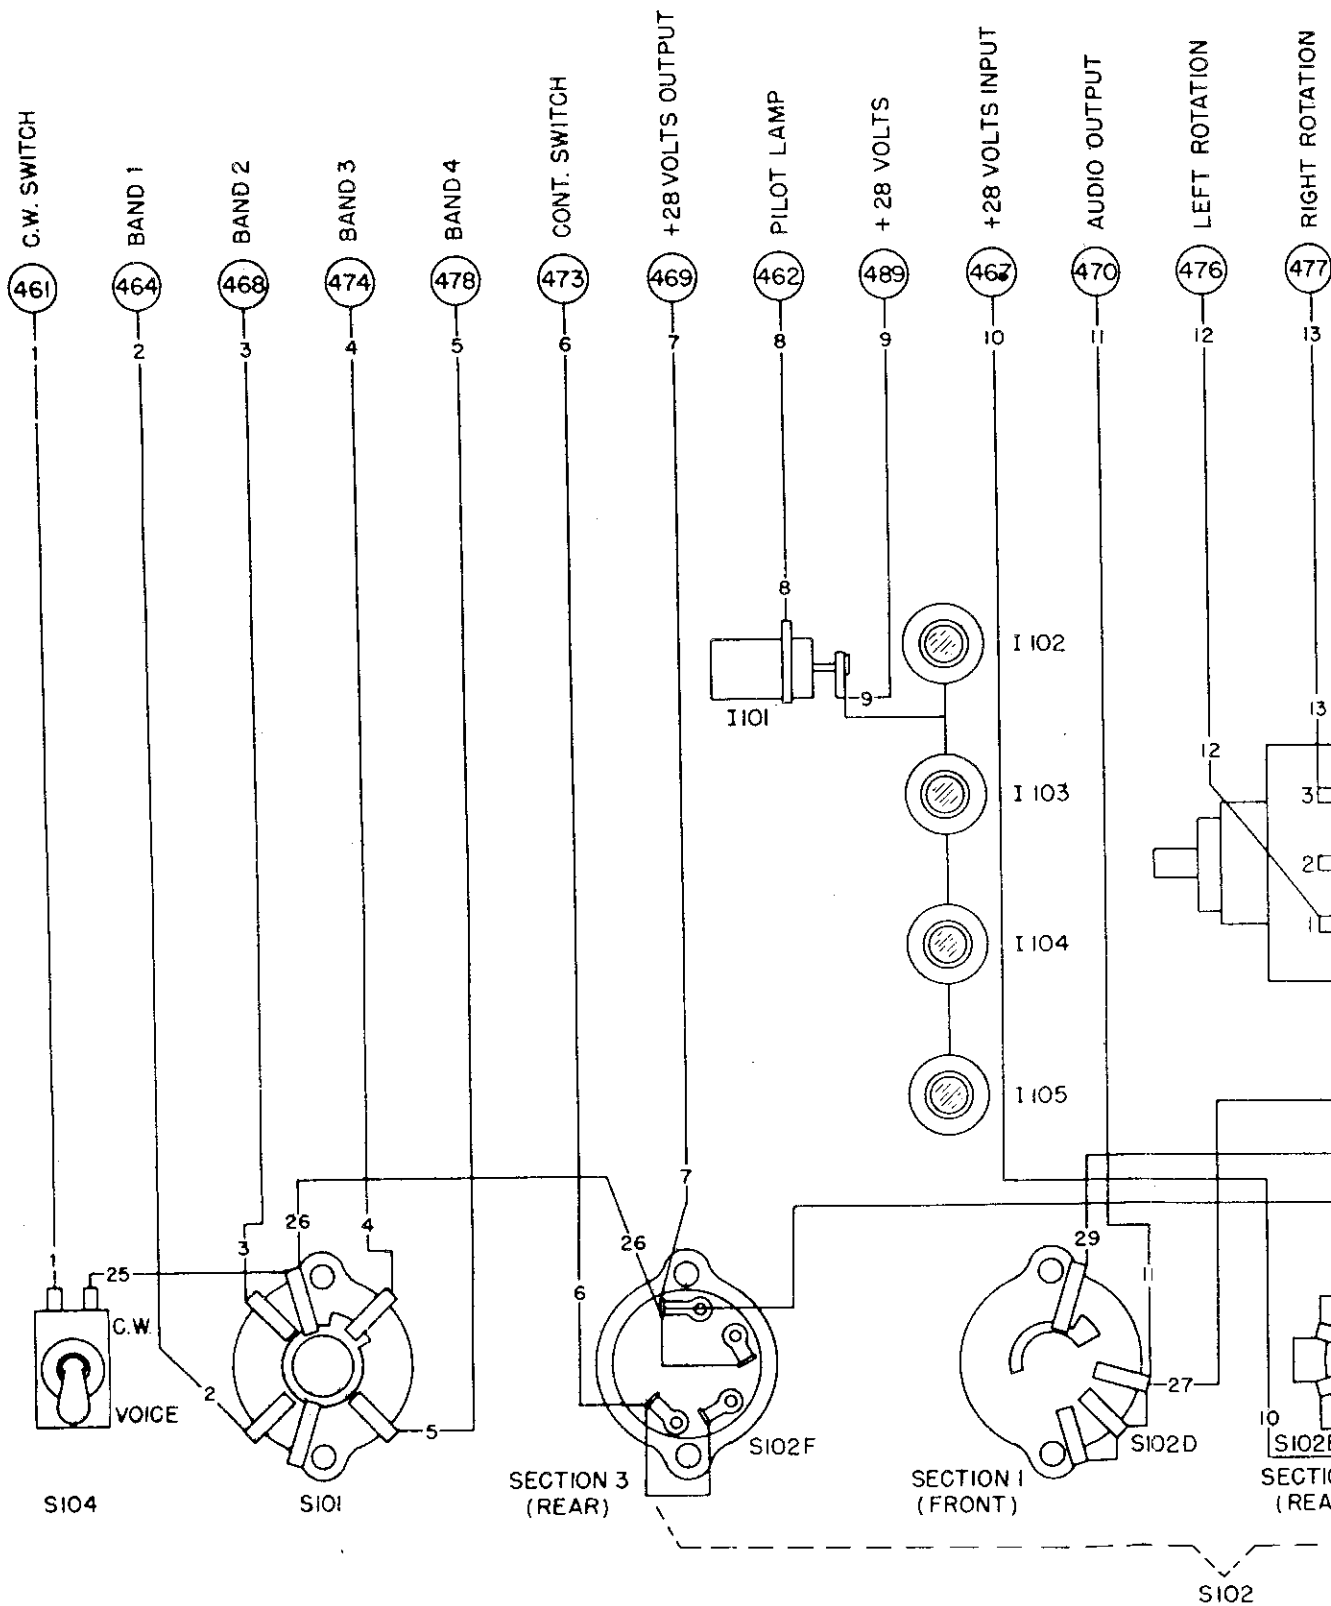 C.W. SWITCH
BAND 1
BAND 2
BAND 3
BAND 4
CONT. SWITCH
+28 VOLTS OUTPUT
PILOT LAMP
+28 VOLTS
+28 VOLTS INPUT
AUDIO OUTPUT
LEFT ROTATION
RIGHT ROTATION
461
464
468
474
478
473
469
462
489
467
470
476
477
1
2
3
4
5
6
7
8
9
10
11
12
13
8
I 102
9
I101
13
12
I 103
3
2
1
I 104
I 105
7
26
4
3
26
29
1
25
11
6
C.W.
2
VOICE
5
27
10
S102F
S102D
S102E
SECTION 3
(REAR)
SECTION 1
(FRONT)
SECTIO
(REA
S104
S101
S102